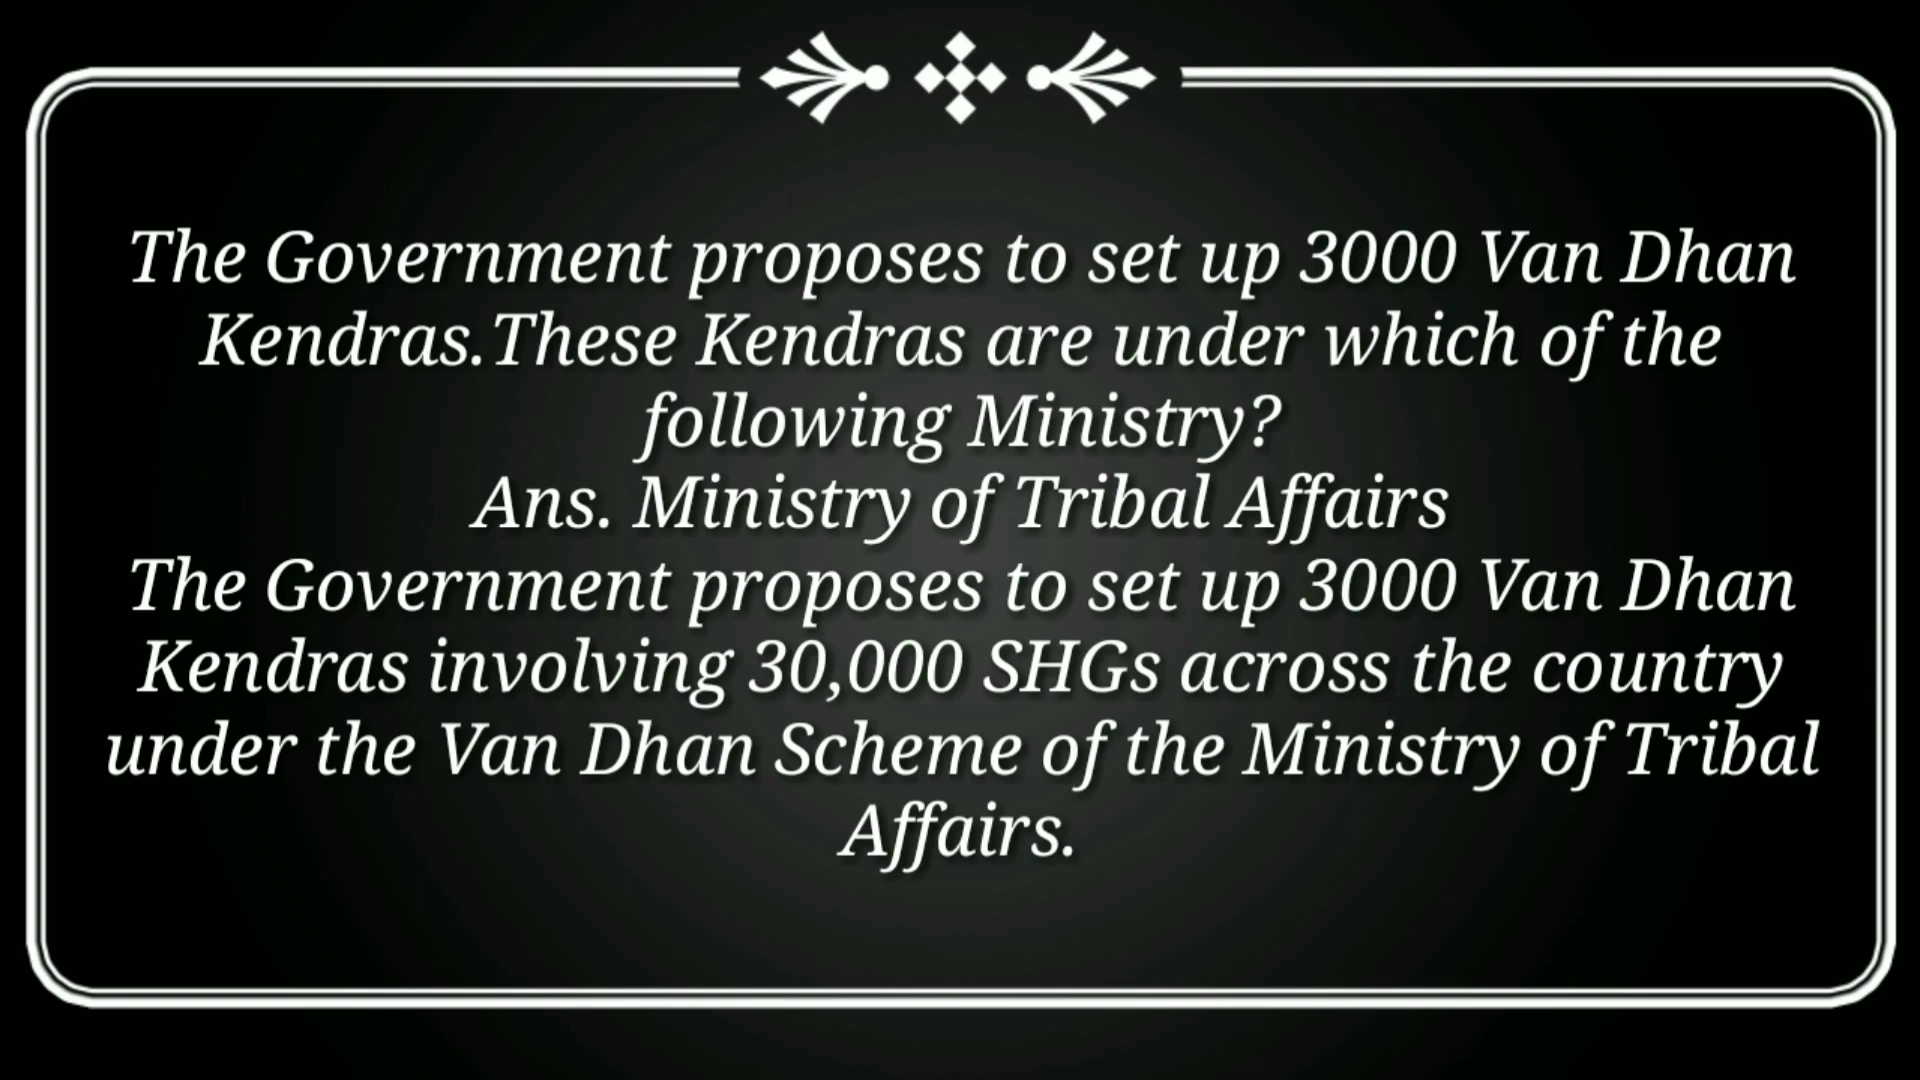 The Government proposes to set up 3000 Van Dhan
Kendras.These Kendras are under which of the
following Ministry?
Ans. Ministry of Tribal Affairs
The Government proposes to set up 3000 Van Dhan
Kendras involving 30,000 SHGs across the country
under the Van Dhan Scheme of the Ministry of Tribal
Affairs.